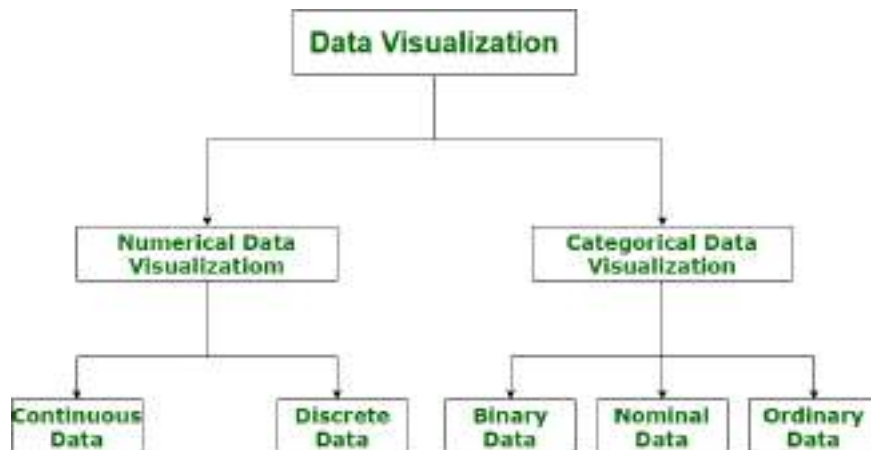 Data Visualization
Numerical Data
Visualizatiom
Categorical Data
Visualization
Continuous
Data
Discrete
Data
Binary
Data
Nominal
Data
Ordinary
Data